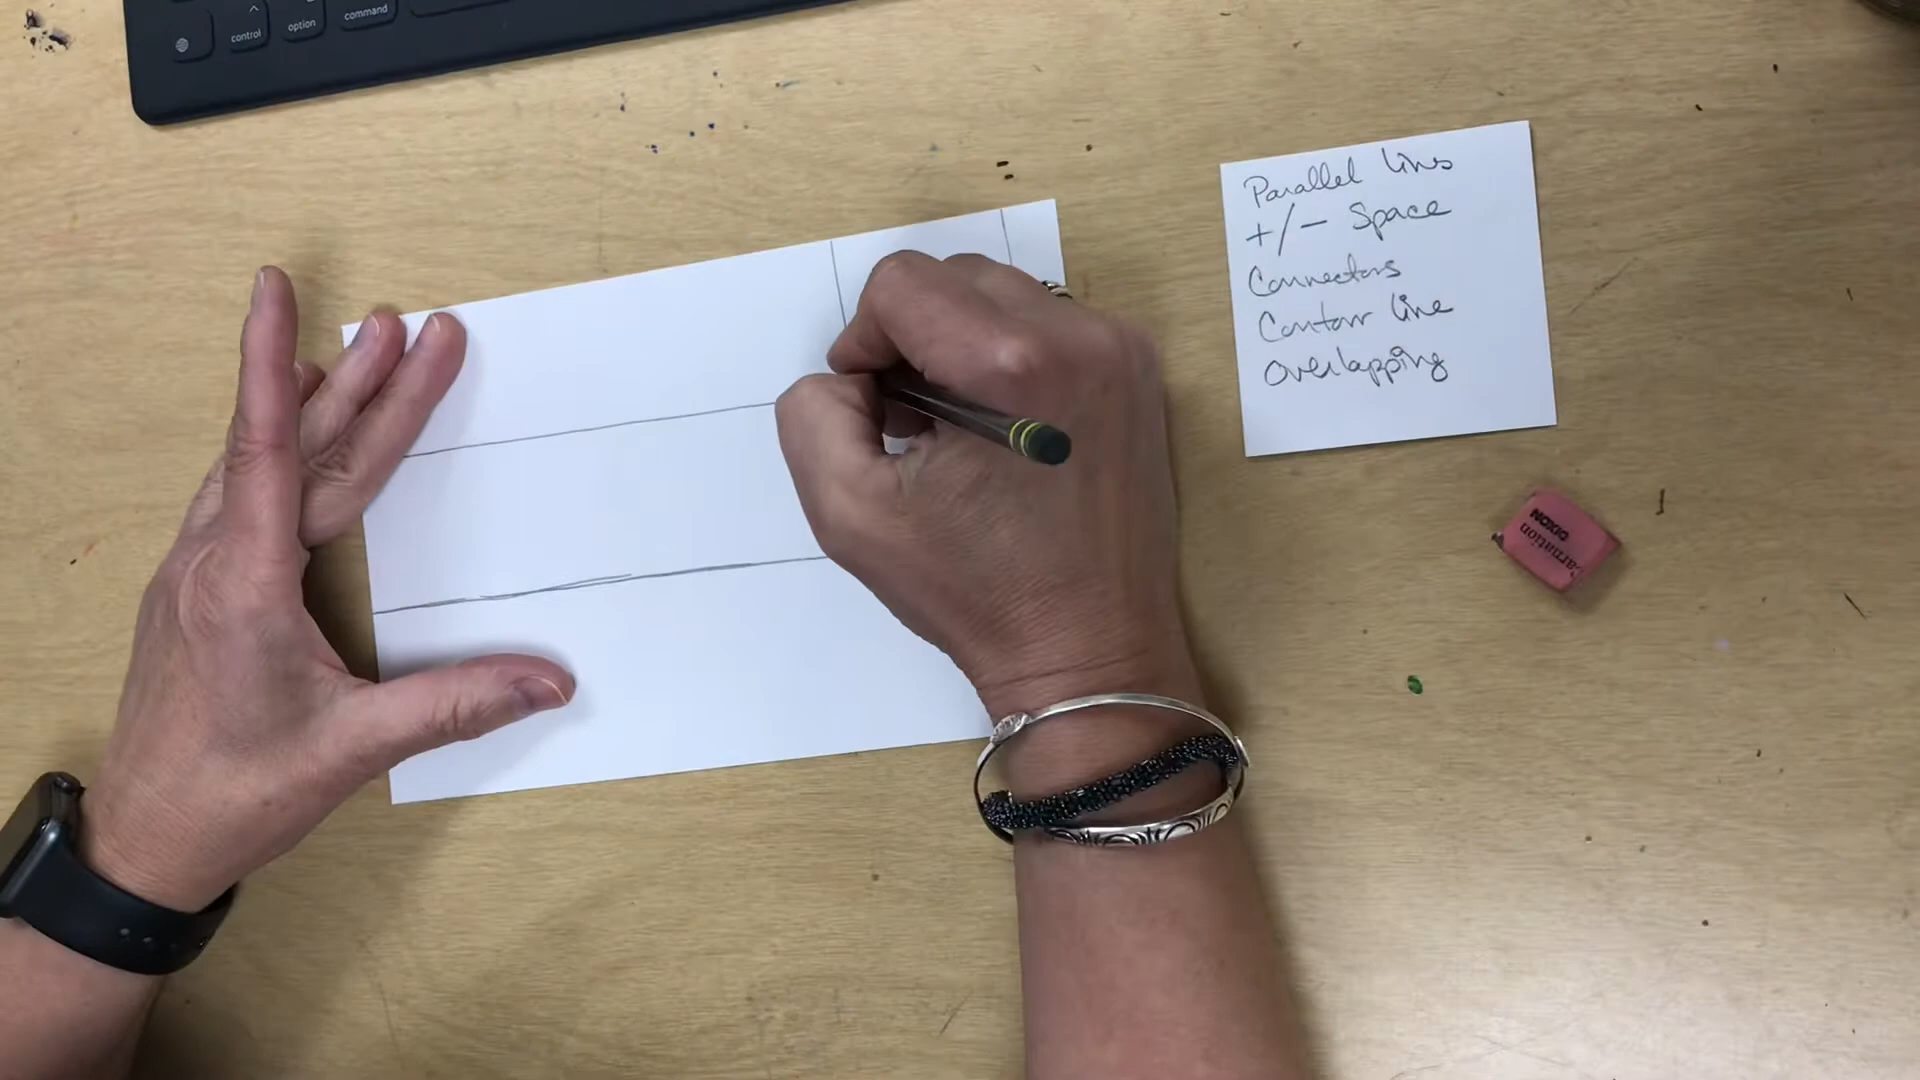 control
option
command
Parallel lines
+/- Space
Connectors
Contour line
Overlapping
DIXON